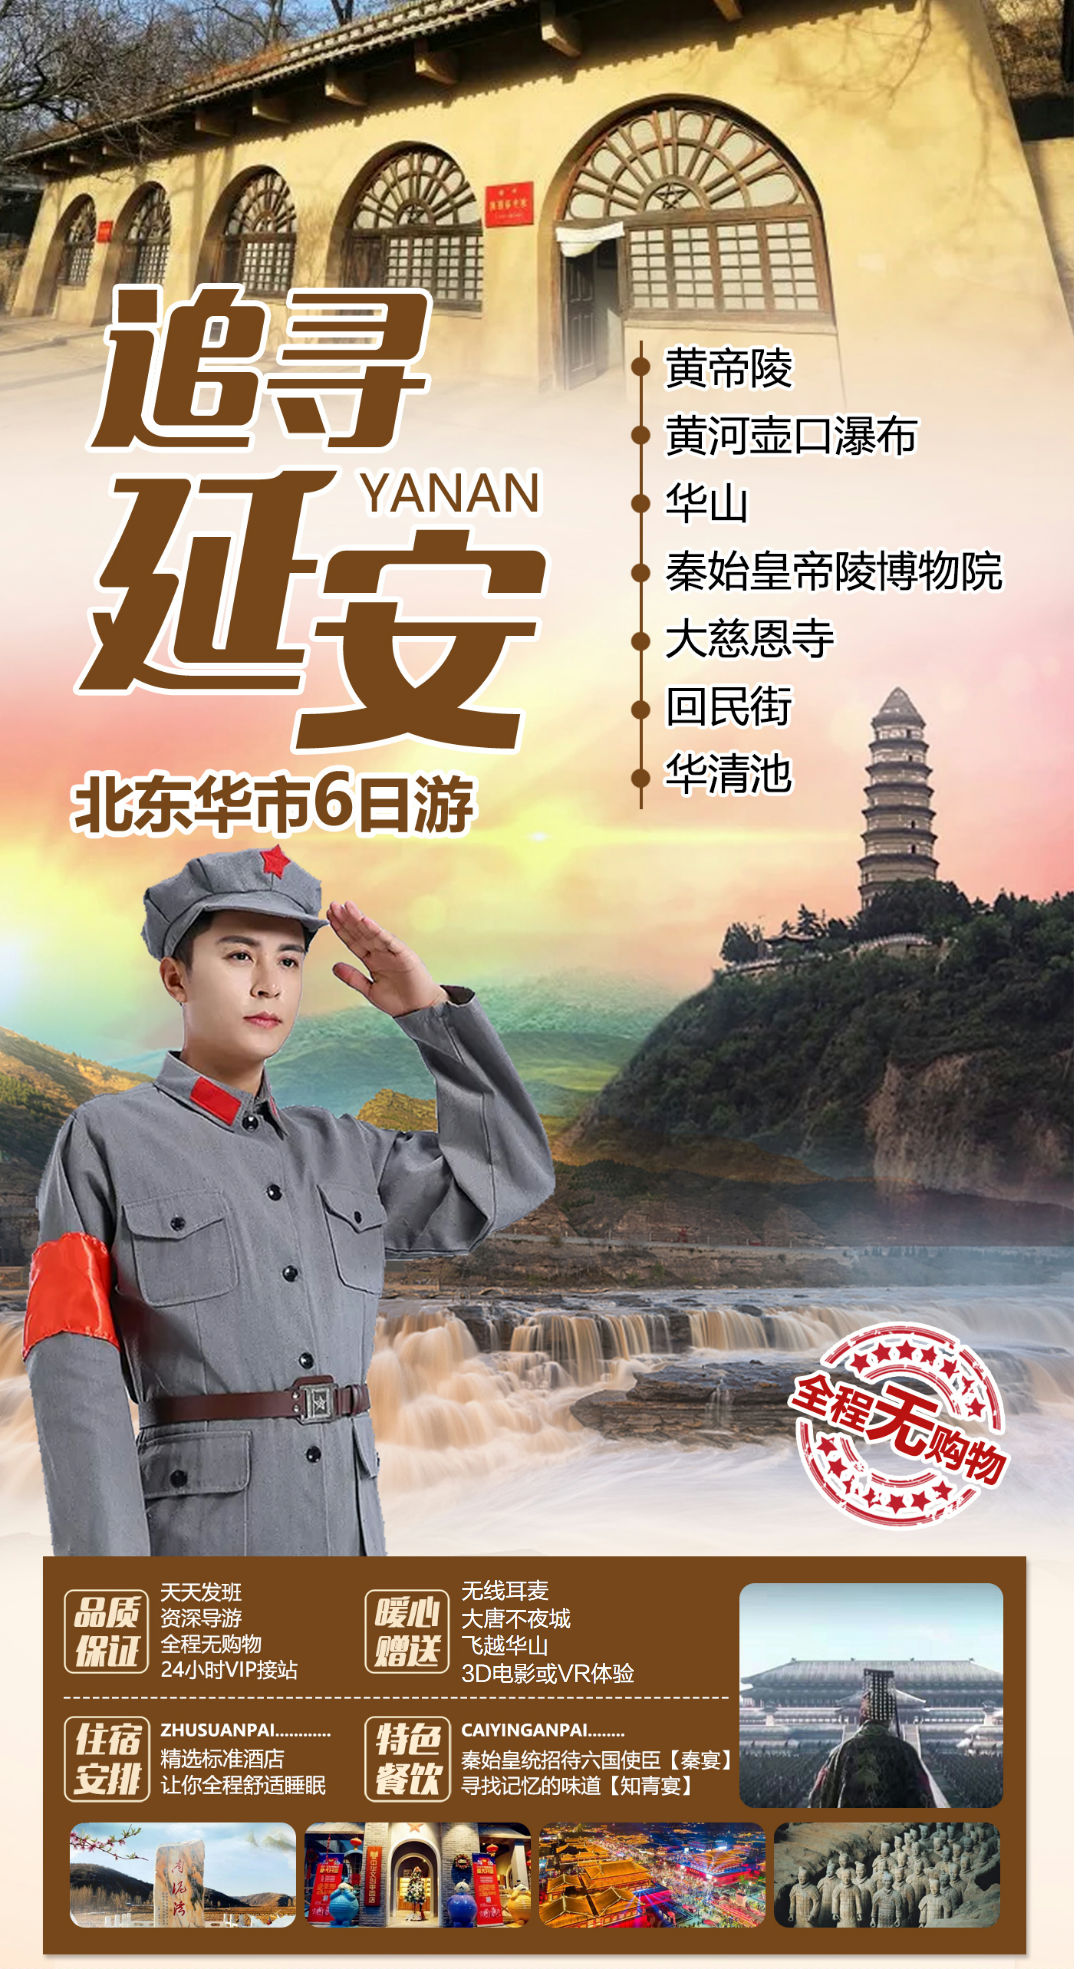 追寻
延安
YANAN
北东华市6日游
黄帝陵
黄河壶口瀑布
华山
秦始皇帝陵博物院
大慈恩寺
回民街
华清池
全程无购物
品质
保证
天天发班
资深导游
全程无购物
24小时VIP接站
暖心
赠送
无线耳麦
大唐不夜城
飞越华山
3D电影或VR体验
住宿
安排
ZHUSUANPAI............
精选标准酒店
让你全程舒适睡眠
特色
餐饮
CAIYINGANPAI........
秦始皇统招待六国使臣【秦宴】
寻找记忆的味道【知青宴】
南泥湾